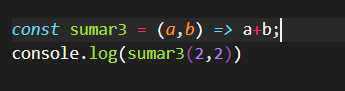 const sumar3 = (a,b) => a+b;
console.log(sumar3(2,2))